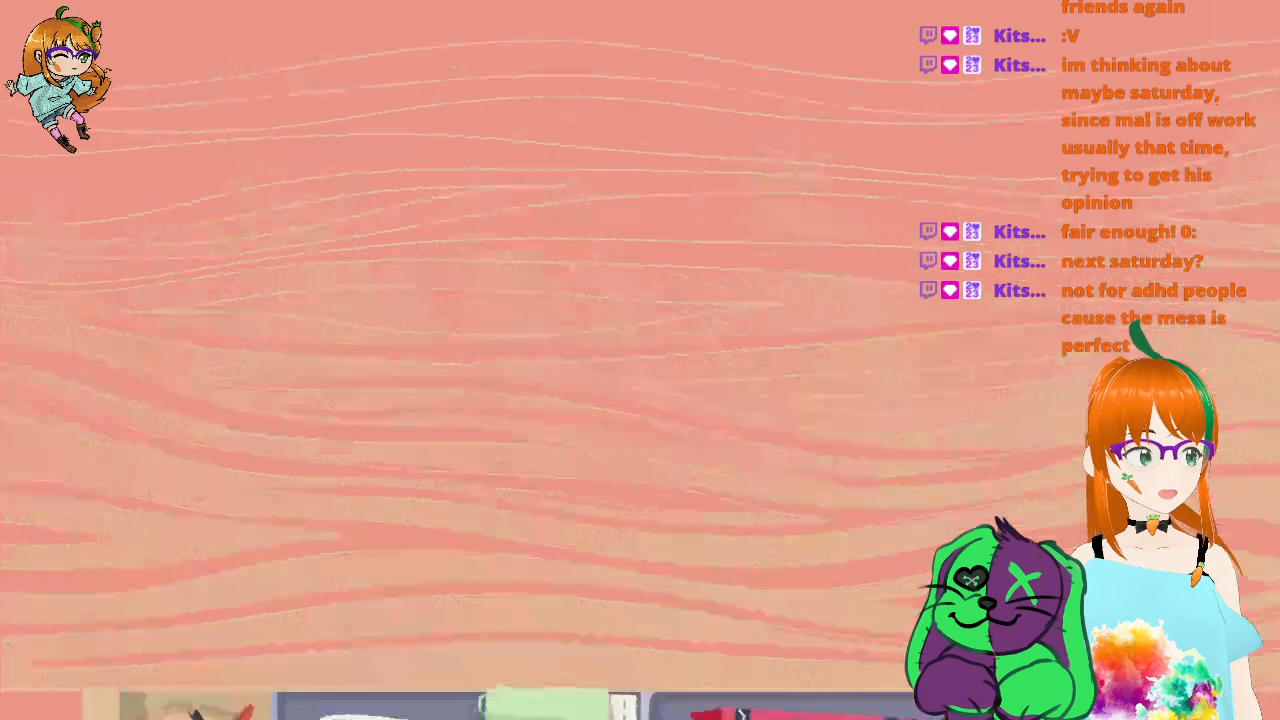 friends again
Kits... :V
Kits... im thinking about
maybe saturday,
since mal is off work
usually that time,
trying to get his
opinion
Kits... fair enough! 0:
Kits... next saturday?
Kits... not for adhd people
cause the mess is
perfect